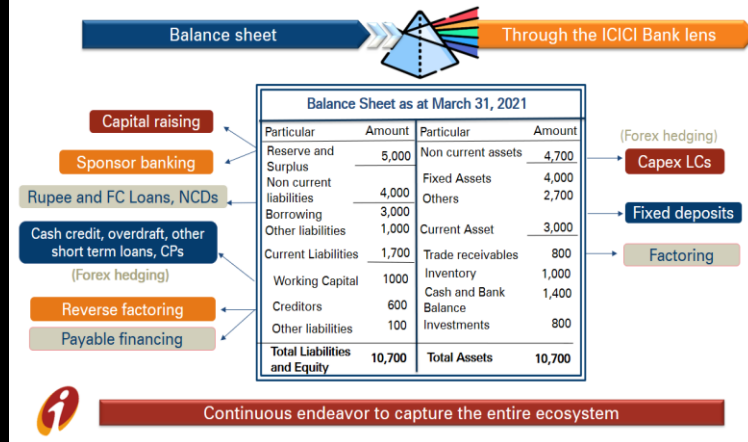 Balance sheet
Through the ICICI Bank lens
Capital raising
Sponsor banking
Rupee and FC Loans, NCDs
Cash credit, overdraft, other
short term loans, CPs
(Forex hedging)
Reverse factoring
Payable financing
Balance Sheet as at March 31, 2021
Particular Amount Particular Amount
Reserve and
Surplus 5,000
Non current
liabilities 4,000
Borrowing 3,000
Other liabilities 1,000
Current Liabilities 1,700
Working Capital 1000
Creditors 600
Other liabilities 100
Total Liabilities
and Equity 10,700
Non current assets 4,700
Fixed Assets 4,000
Others 2,700
Current Asset 3,000
Trade receivables 800
Inventory 1,000
Cash and Bank
Balance 1,400
Investments 800
Total Assets 10,700
(Forex hedging)
Capex LCs
Fixed deposits
Factoring
Continuous endeavor to capture the entire ecosystem